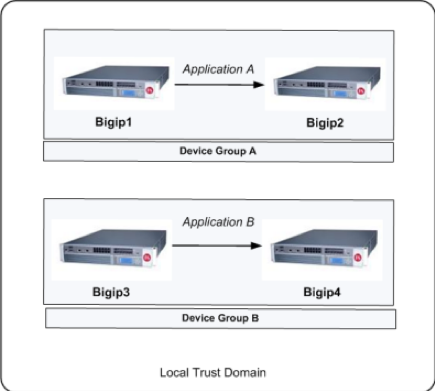 Application A
Bigip1
Bigip2
Device Group A
Application B
Bigip3
Bigip4
Device Group B
Local Trust Domain